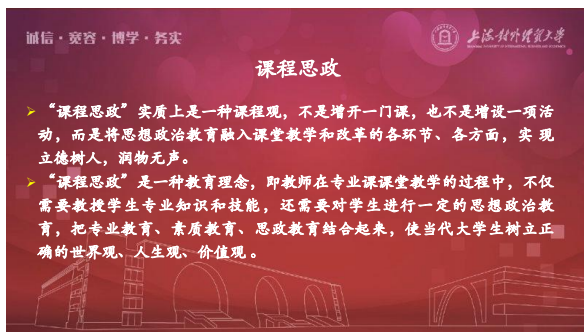 诚信·宽容·博学·务实
上海对外经贸大学
课程思政
“课程思政”实质上是一种课程观，不是增开一门课，也不是增设一项活
动，而是将思想政治教育融入课堂教学和改革的各环节、各方面，实 现
立德树人，润物无声。
“课程思政”是一种教育理念，即教师在专业课课堂教学的过程中，不仅
需要教授学生专业知识和技能，还需要对学生进行一定的思想政治教
育，把专业教育、素质教育、思政教育结合起来，使当代大学生树立正
确的世界观、人生观、价值观。